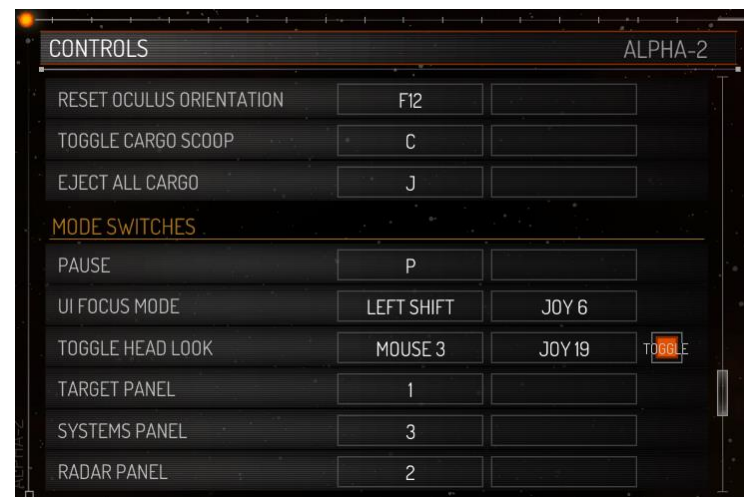 CONTROLS ALPHA-2
RESET OCULUS ORIENTATION F12
TOGGLE CARGO SCOOP C
EJECT ALL CARGO J
MODE SWITCHES
PAUSE P
UI FOCUS MODE LEFT SHIFT JOY 6
TOGGLE HEAD LOOK MOUSE 3 JOY 19 TOGGLE
TARGET PANEL 1
SYSTEMS PANEL 3
RADAR PANEL 2
ALPHA-2